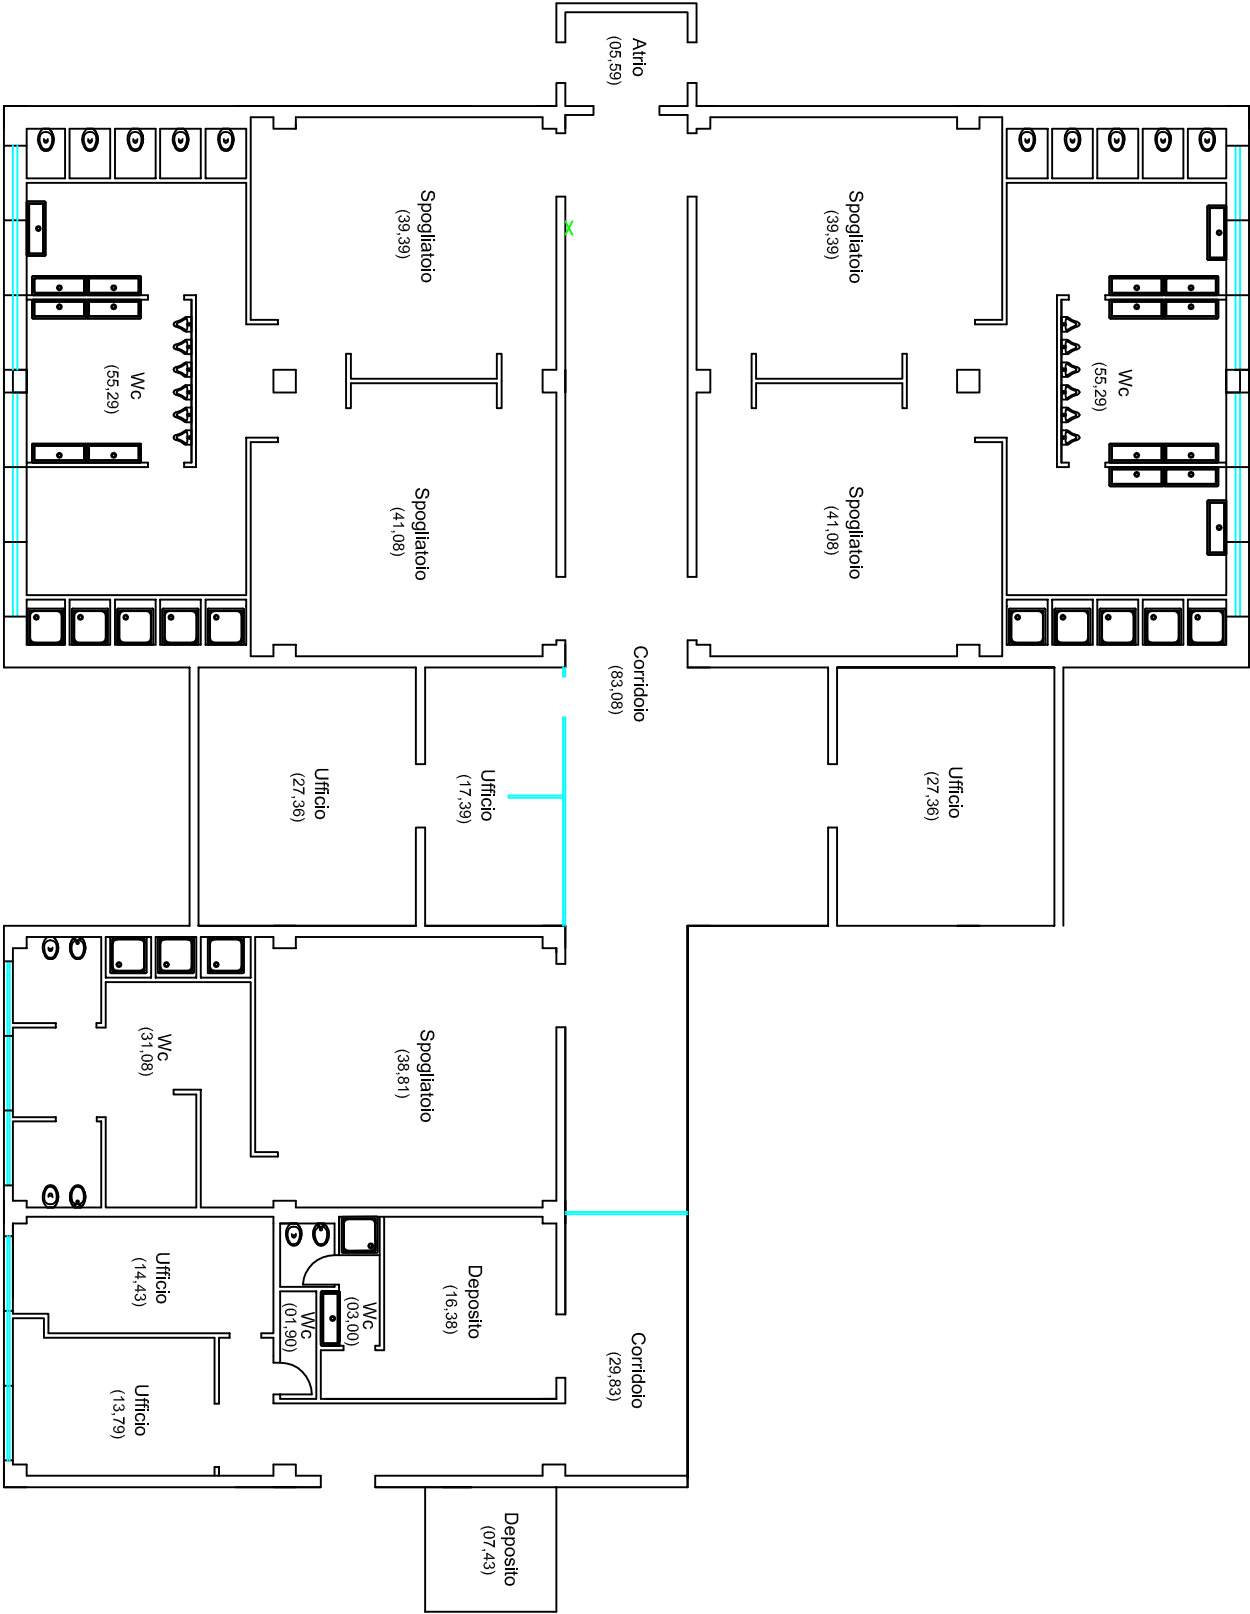 Atrio
(05,59)
Spogliatoio
(39,39)
Spogliatoio
(39,39)
Wc
(55,29)
Wc
(55,29)
Spogliatoio
(41,08)
Spogliatoio
(41,08)
Corridoio
(83,08)
Ufficio
(27,36)
Ufficio
(17,39)
Ufficio
(27,36)
Wc
(31,08)
Spogliatoio
(38,81)
Ufficio
(14,43)
Deposito
(16,38)
Wc
(03,00)
Wc
(01,90)
Corridoio
(29,83)
Ufficio
(13,79)
Deposito
(07,43)